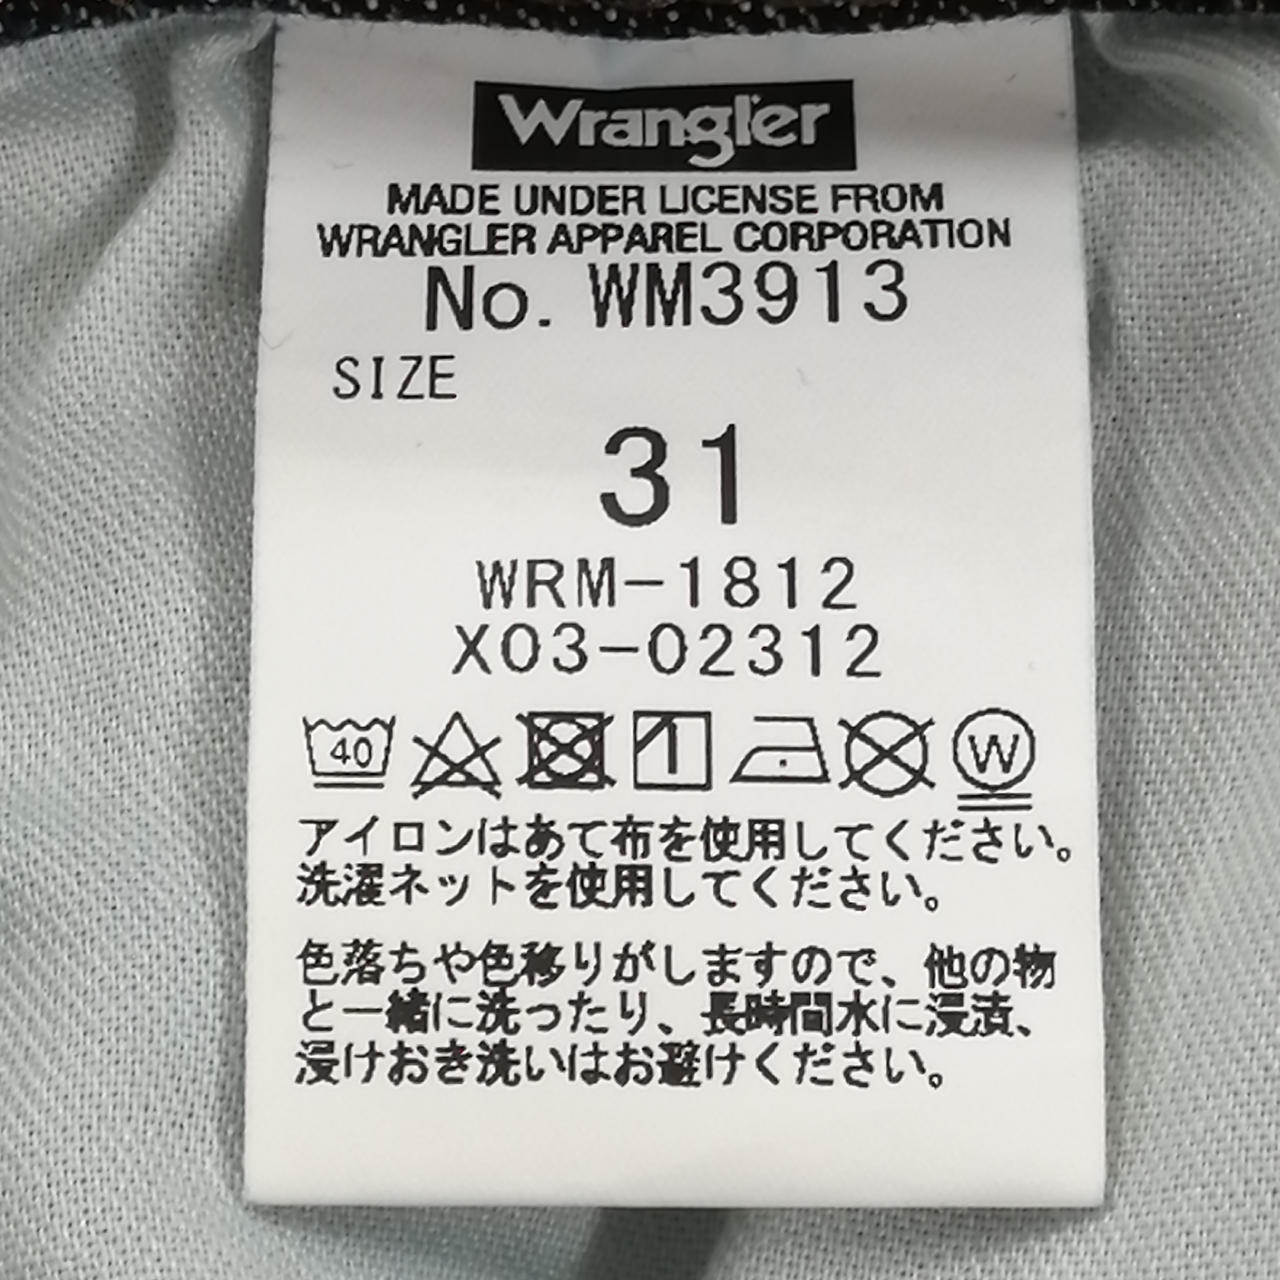 Wrangler
MADE UNDER LICENSE FROM
WRANGLER APPAREL CORPORATION
No. WM3913
SIZE
31
WRM-1812
X03-02312
40 W
アイロンはあて布を使用してください。
洗濯ネットを使用してください。
色落ちや色移りがしますので、他の物
と一緒に洗ったり、長時間水に浸漬、
浸けおき洗いはお避けください。